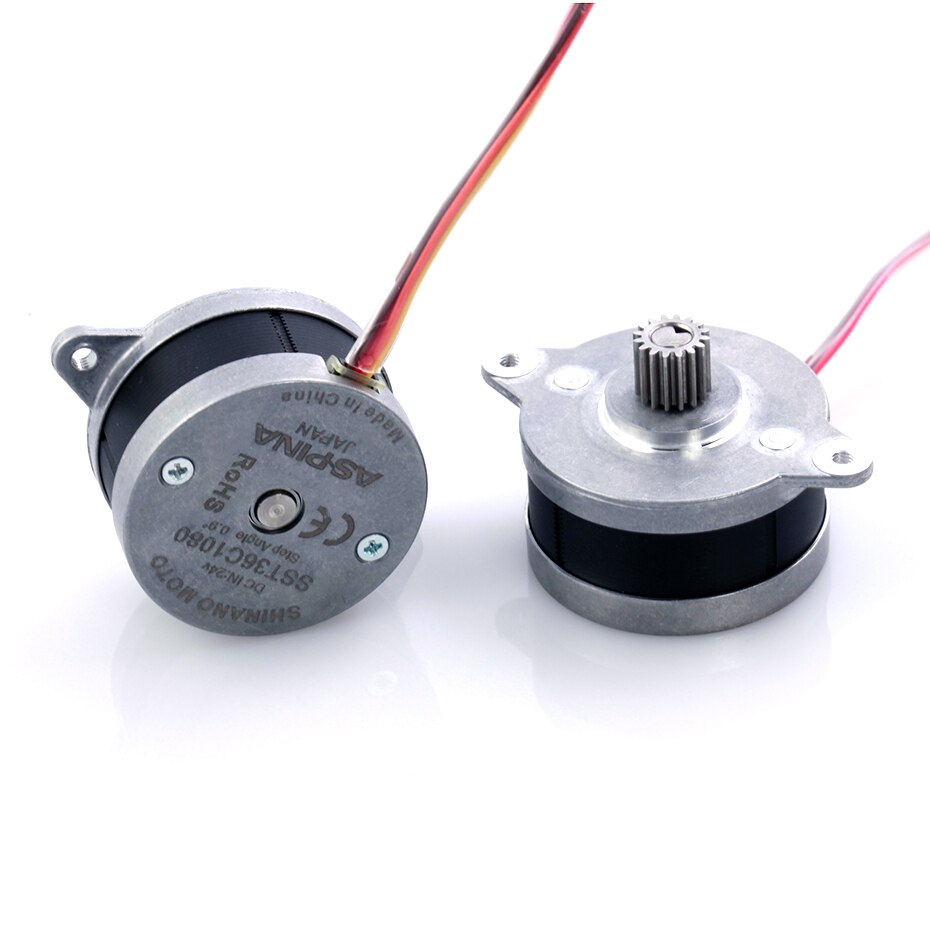 Made In China
JAPAN
ASPINA
RoHS
CE
Step Angle 0.9°
SST36C1080
DC IN:24v
SHINANO MOTO